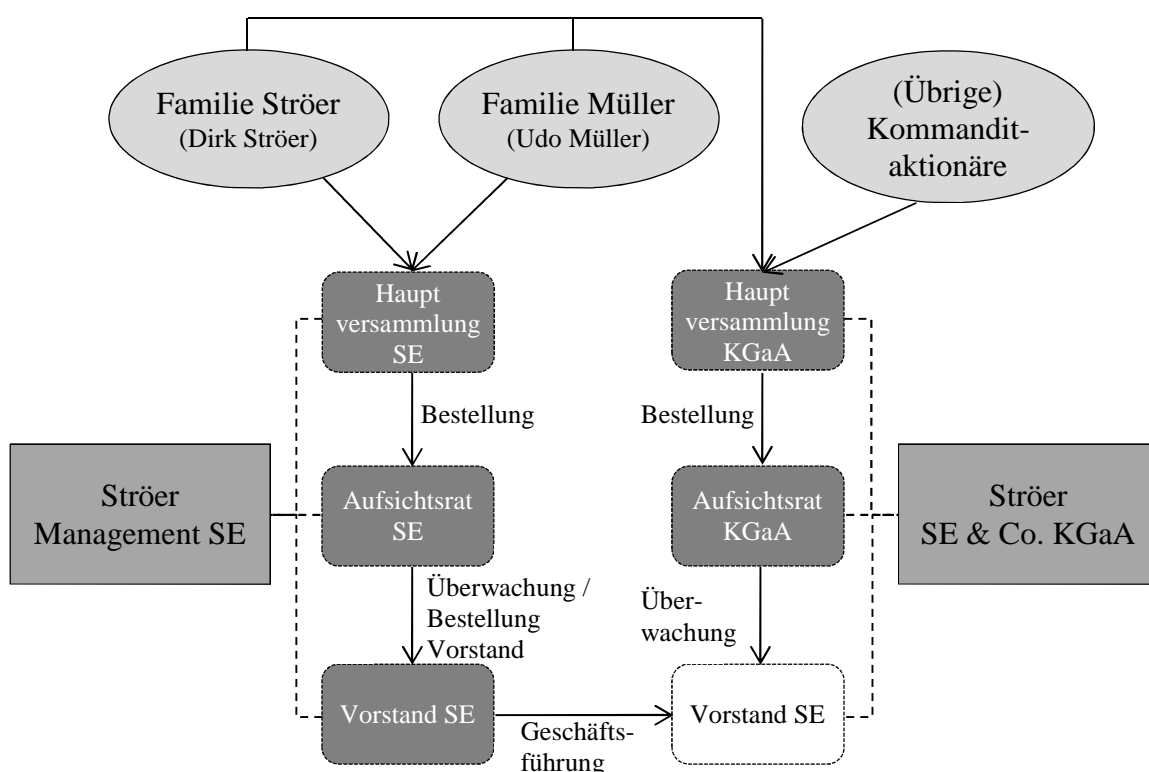 Familie Ströer
(Dirk Ströer)
Familie Müller
(Udo Müller)
(Übrige)
Kommandit-
aktionäre
Haupt
versammlung
SE
Haupt
versammlung
KGaA
Bestellung
Bestellung
Ströer
Management SE
Aufsichtsrat
SE
Aufsichtsrat
KGaA
Ströer
SE & Co. KGaA
Überwachung /
Bestellung
Vorstand
Über-
wachung
Vorstand SE
Vorstand SE
Geschäfts-
führung